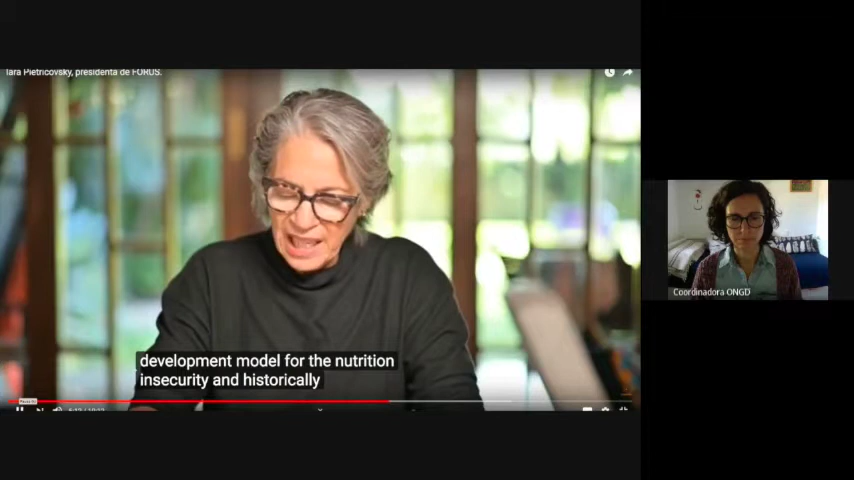 Iara Pietricovsky, presidenta de FORUS.
development model for the nutrition
insecurity and historically
Coordinadora ONGD